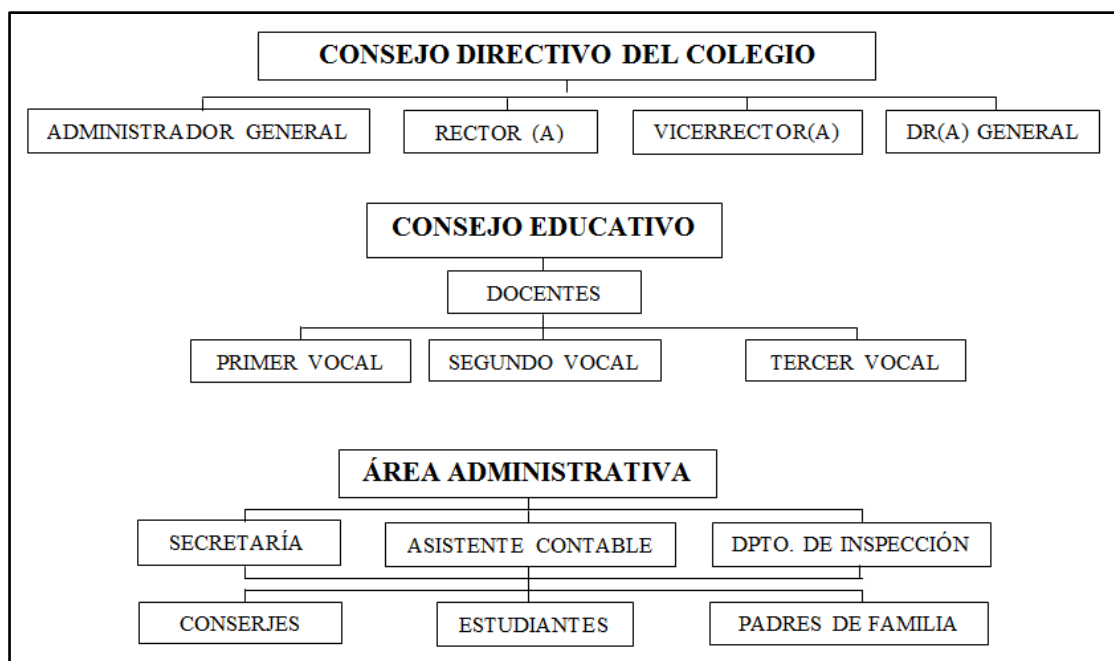 CONSEJO DIRECTIVO DEL COLEGIO
ADMINISTRADOR GENERAL
RECTOR (A)
VICERRECTOR(A)
DR(A) GENERAL
CONSEJO EDUCATIVO
DOCENTES
PRIMER VOCAL
SEGUNDO VOCAL
TERCER VOCAL
ÁREA ADMINISTRATIVA
SECRETARÍA
ASISTENTE CONTABLE
DPTO. DE INSPECCIÓN
CONSERJES
ESTUDIANTES
PADRES DE FAMILIA